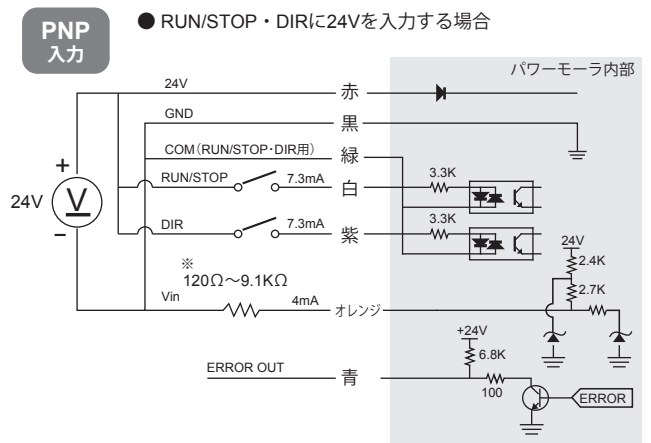 PNP
入力
● RUN/STOP・DIRに24Vを入力する場合
パワーモーラ内部
24V
赤
GND
黒
COM（RUN/STOP･DIR用）
緑
RUN/STOP
7.3mA
白
3.3K
24V
+
V
−
DIR
7.3mA
紫
3.3K
24V
2.4K
2.7K
※
120Ω～9.1KΩ
Vin
4mA
オレンジ
+24V
6.8K
ERROR OUT
青
100
ERROR